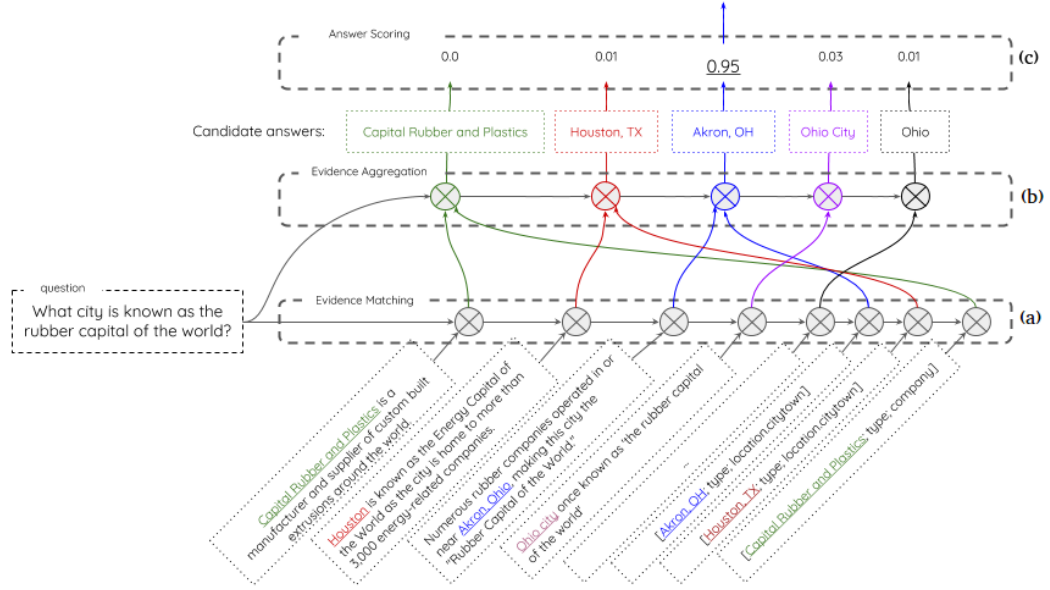 Answer Scoring
(c)
0.0
0.01
0.95
0.03
0.01
Candidate answers:
Capital Rubber and Plastics
Houston, TX
Akron, OH
Ohio City
Ohio
Evidence Aggregation
(b)
question
What city is known as the
rubber capital of the world?
Evidence Matching
(a)
Capital Rubber and Plastics is a
manufacturer and supplier of custom built
extrusions around the world.
Houston is known as the Energy Capital of
the World as the city is home to more than
3,000 energy-related companies.
Numerous rubber companies operated in or
near Akron, Ohio, making this city the
"Rubber Capital of the World."
Ohio city once known as 'the rubber capital
of the world'
...
[Akron, OH; type; location.citytown]
[Houston, TX; type; location.citytown]
[Capital Rubber and Plastics; type; company]